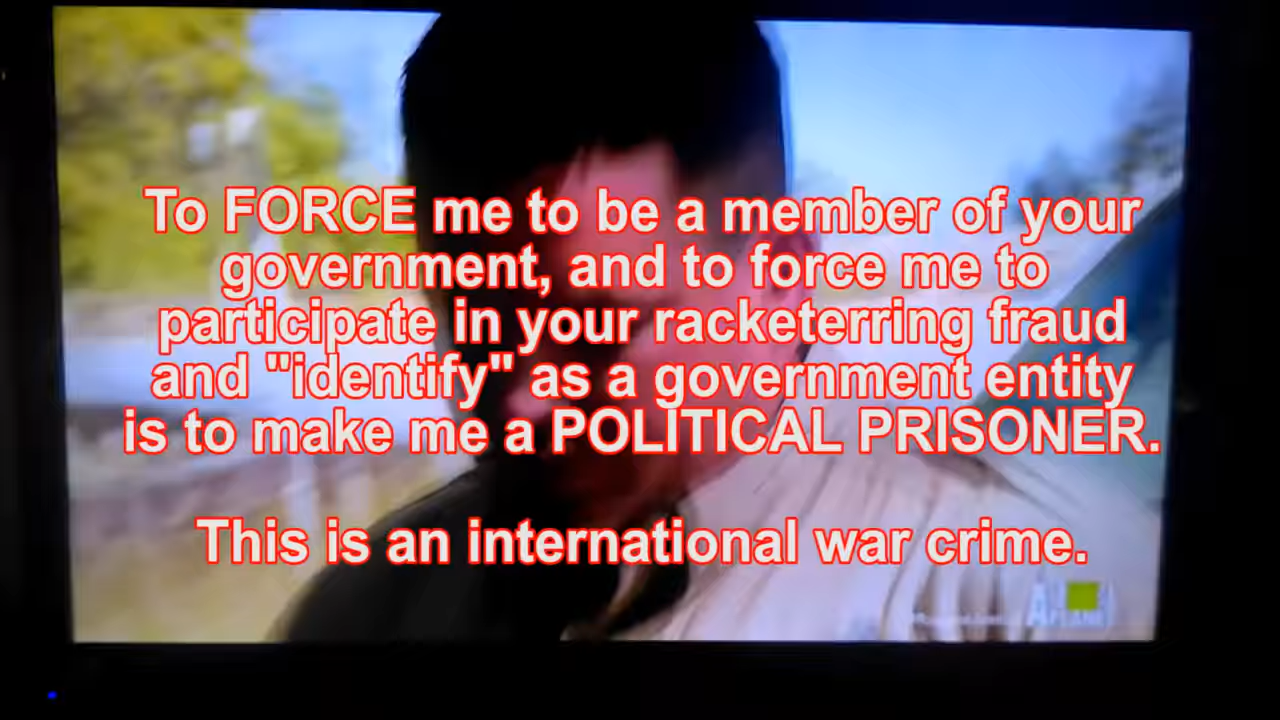 To FORCE me to be a member of your
government, and to force me to
participate in your racketerring fraud
and "identify" as a government entity
is to make me a POLITICAL PRISONER.
This is an international war crime.